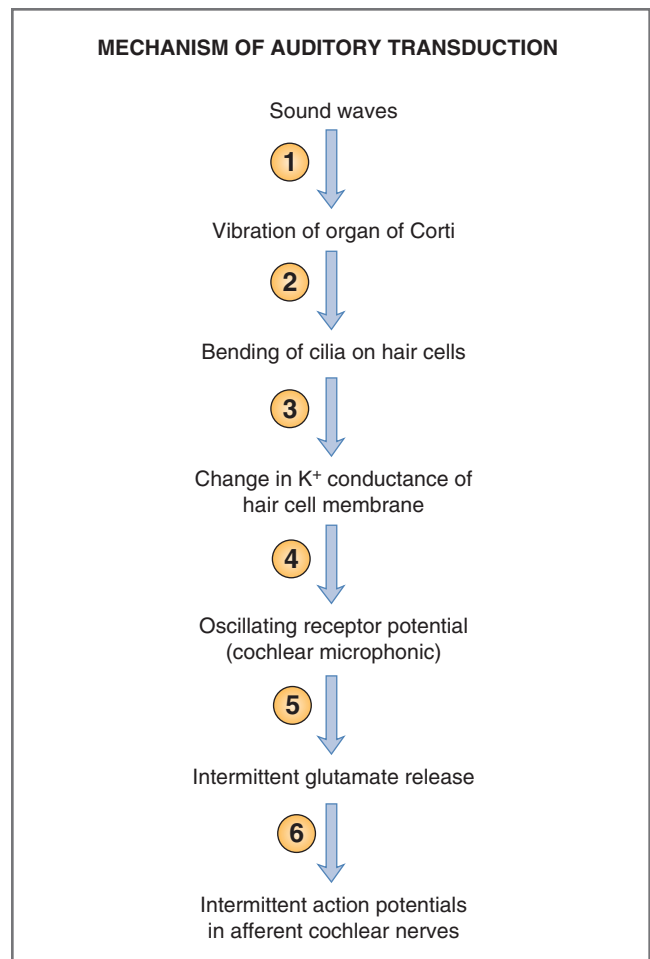 MECHANISM OF AUDITORY TRANSDUCTION
Sound waves
1
Vibration of organ of Corti
2
Bending of cilia on hair cells
3
Change in K⁺ conductance of
hair cell membrane
4
Oscillating receptor potential
(cochlear microphonic)
5
Intermittent glutamate release
6
Intermittent action potentials
in afferent cochlear nerves